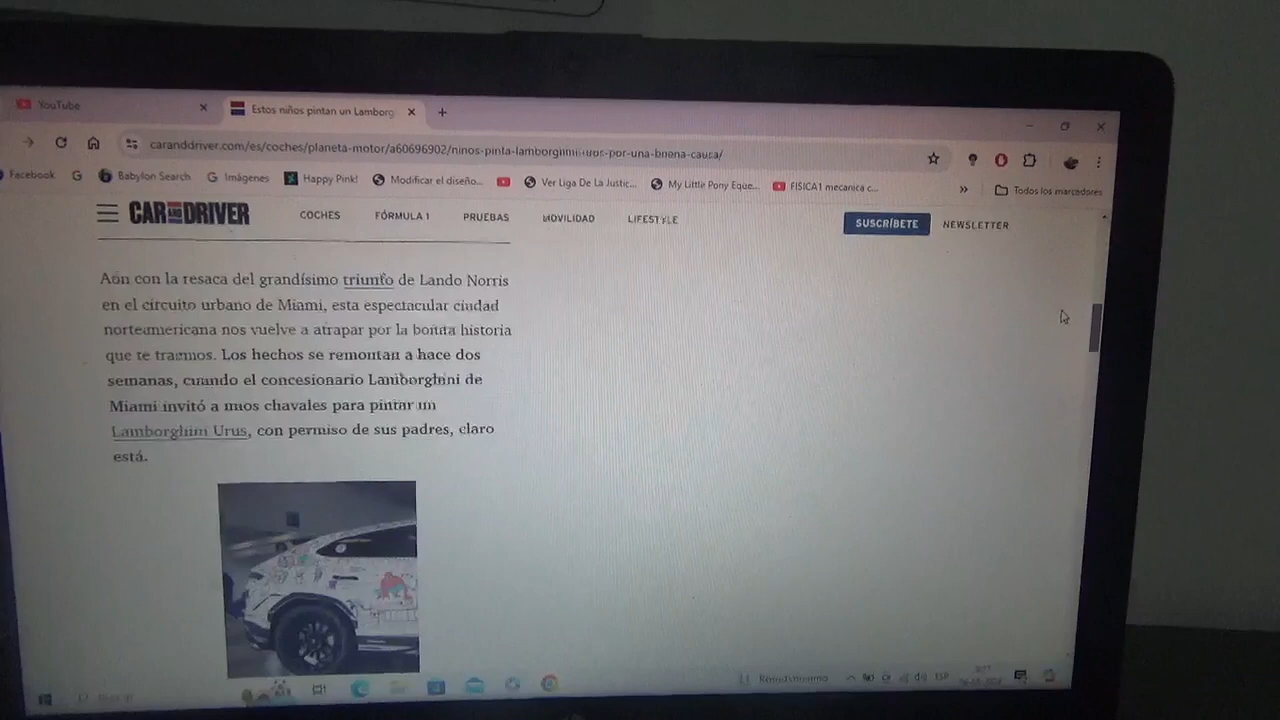 YouTube
Estos niños pintan un Lamborg
caranddriver.com/es/coches/planeta-motor/a60696902/ninos-pinta-lamborghini-urus-por-una-buena-causa/
Facebook G Babylon Search G Imágenes Happy Pink! Modificar el diseño... Ver Liga De La Justic... My Little Pony Eque... FISICA1 mecanica c... » Todos los marcadores
CAR AND DRIVER COCHES FÓRMULA 1 PRUEBAS MOVILIDAD LIFESTYLE SUSCRÍBETE NEWSLETTER
Aún con la resaca del grandísimo triunfo de Lando Norris
en el circuito urbano de Miami, esta espectacular ciudad
norteamericana nos vuelve a atrapar por la bonita historia
que te traemos. Los hechos se remontan a hace dos
semanas, cuando el concesionario Lamborghini de
Miami invitó a unos chavales para pintar un
Lamborghini Urus, con permiso de sus padres, claro
está.
Buscar
ESP